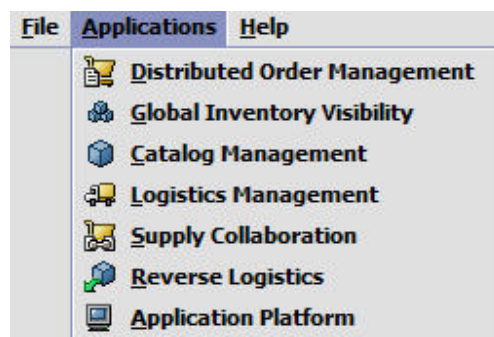 File Applications Help
Distributed Order Management
Global Inventory Visibility
Catalog Management
Logistics Management
Supply Collaboration
Reverse Logistics
Application Platform